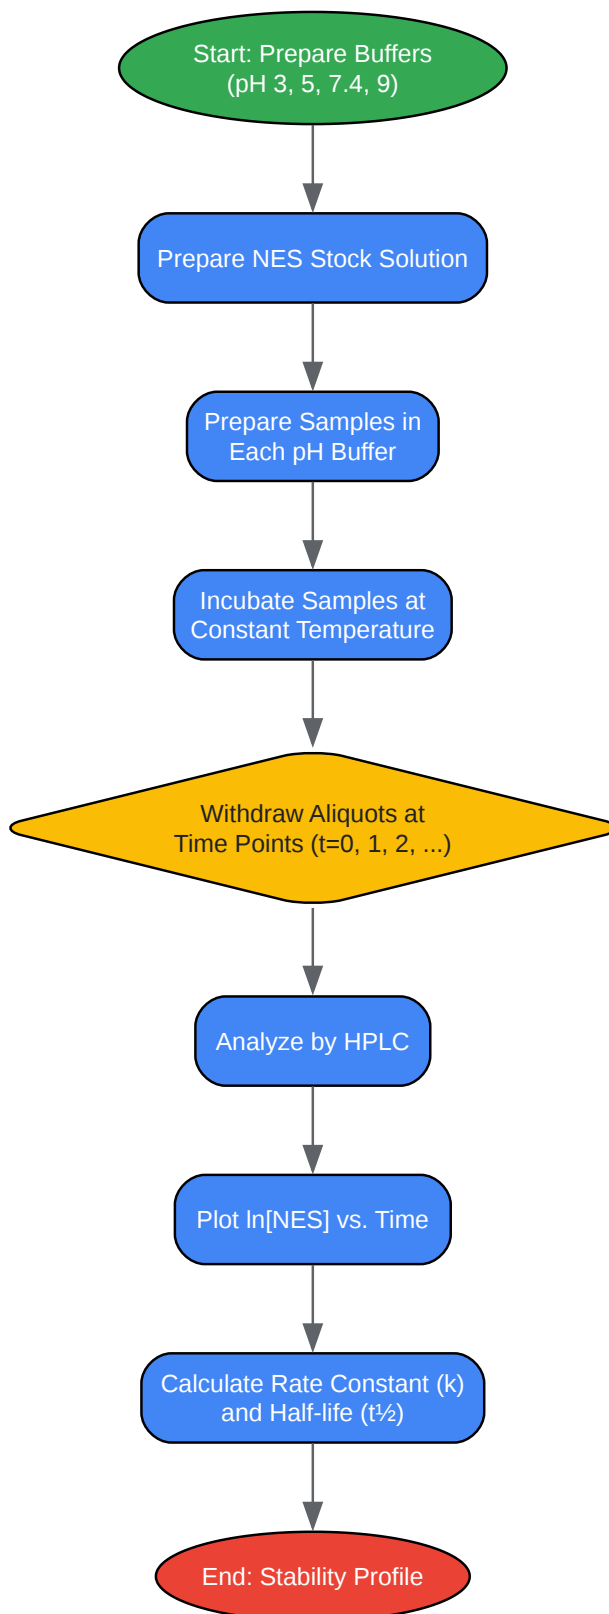 Start: Prepare Buffers
(pH 3, 5, 7.4, 9)
Prepare NES Stock Solution
Prepare Samples in
Each pH Buffer
Incubate Samples at
Constant Temperature
Withdraw Aliquots at
Time Points (t=0, 1, 2, ...)
Analyze by HPLC
Plot ln[NES] vs. Time
Calculate Rate Constant (k)
and Half-life (t½)
End: Stability Profile